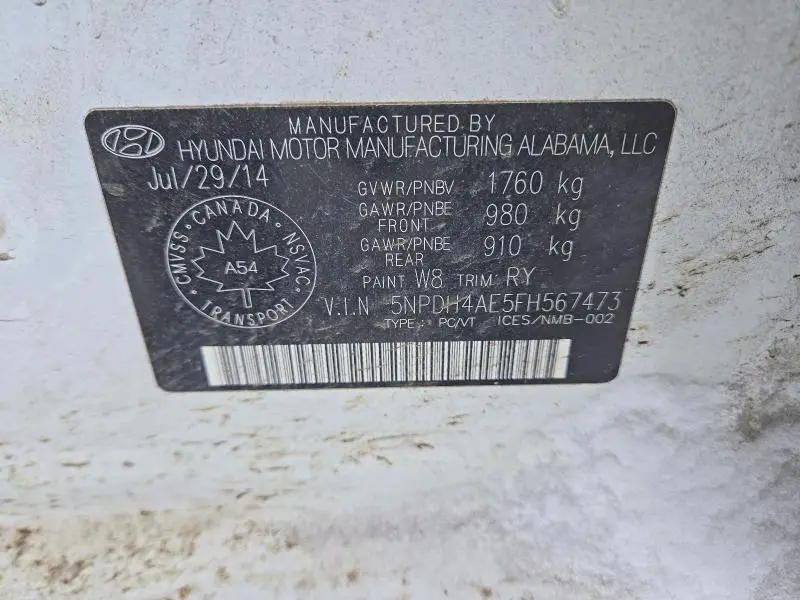 MANUFACTURED BY
HYUNDAI MOTOR MANUFACTURING ALABAMA, LLC
Jul/29/14
GVWR/PNBV 1760 kg
GAWR/PNBE FRONT 980 kg
GAWR/PNBE REAR 910 kg
PAINT W8 TRIM RY
V.I.N 5NPDH4AE5FH567473
TYPE: PC/VT ICES/NMB-002
CMVSS · CANADA · NSVAC
A54
TRANSPORT